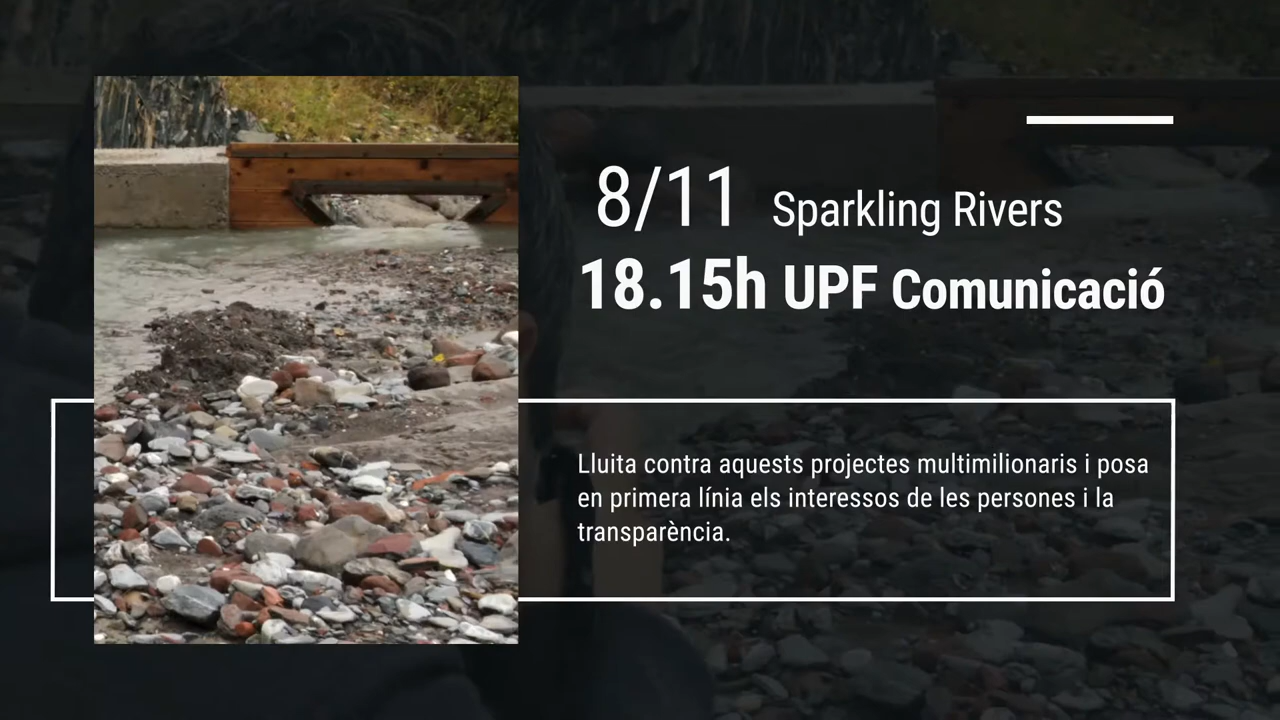 8/11 Sparkling Rivers
18.15h UPF Comunicació
Lluita contra aquests projectes multimilionaris i posa
en primera línia els interessos de les persones i la
transparència.